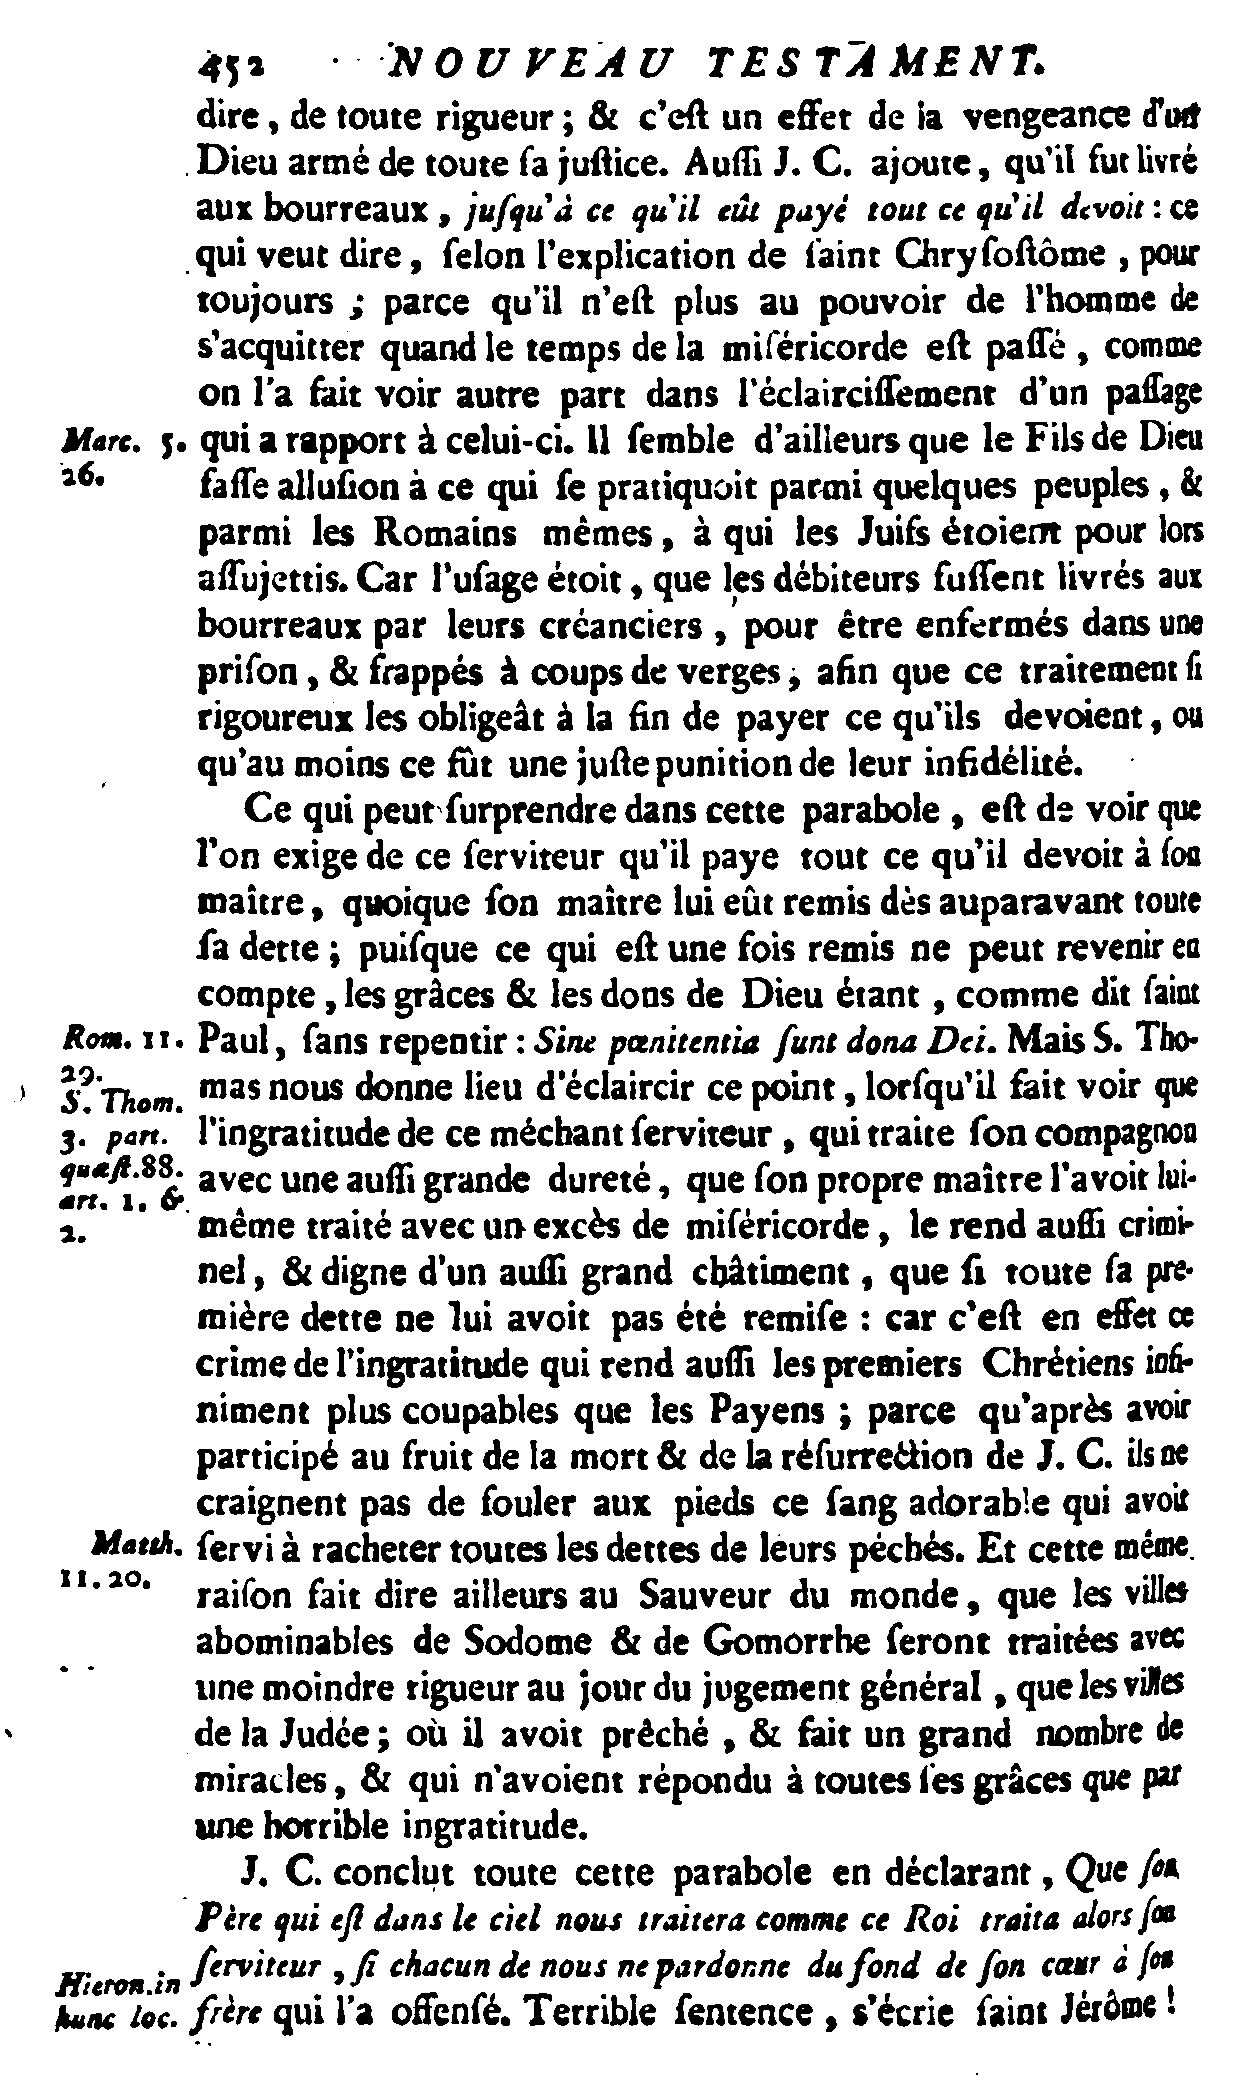 452 NOUVEAU TESTAMENT.
dire, de toute rigueur ; & c'eſt un effet de la vengeance d'un
Dieu armé de toute ſa juſtice. Auſſi J. C. ajoute, qu'il fut livré
aux bourreaux, juſqu'à ce qu'il eût payé tout ce qu'il devoit : ce
qui veut dire, ſelon l'explication de ſaint Chryſoſtôme, pour
toujours ; parce qu'il n'eſt plus au pouvoir de l'homme de
s'acquitter quand le temps de la miſéricorde eſt paſſé, comme
on l'a fait voir autre part dans l'éclairciſſement d'un paſſage
Marc. 5. qui a rapport à celui-ci. Il ſemble d'ailleurs que le Fils de Dieu
26. faſſe alluſion à ce qui ſe pratiquoit parmi quelques peuples, &
parmi les Romains mêmes, à qui les Juifs étoient pour lors
aſſujettis. Car l'uſage étoit, que les débiteurs fuſſent livrés aux
bourreaux par leurs créanciers, pour être enfermés dans une
priſon, & frappés à coups de verges ; afin que ce traitement ſi
rigoureux les obligeât à la fin de payer ce qu'ils devoient, ou
qu'au moins ce fût une juſte punition de leur infidélité.
Ce qui peut ſurprendre dans cette parabole, eſt de voir que
l'on exige de ce ſerviteur qu'il paye tout ce qu'il devoit à ſon
maître, quoique ſon maître lui eût remis dès auparavant toute
ſa dette ; puiſque ce qui eſt une fois remis ne peut revenir en
compte, les grâces & les dons de Dieu étant, comme dit ſaint
Rom. 11. Paul, ſans repentir : Sine pœnitentia ſunt dona Dei. Mais S. Tho-
29.
S. Thom. mas nous donne lieu d'éclaircir ce point, lorſqu'il fait voir que
3. part. l'ingratitude de ce méchant ſerviteur, qui traite ſon compagnon
quæſt. 88. avec une auſſi grande dureté, que ſon propre maître l'avoit lui-
art. 1. &
2. même traité avec un excès de miſéricorde, le rend auſſi crimi-
nel, & digne d'un auſſi grand châtiment, que ſi toute ſa pre-
mière dette ne lui avoit pas été remiſe : car c'eſt en effet ce
crime de l'ingratitude qui rend auſſi les premiers Chrétiens infi-
niment plus coupables que les Payens ; parce qu'après avoir
participé au fruit de la mort & de la réſurrection de J. C. ils ne
craignent pas de fouler aux pieds ce ſang adorable qui avoit
Matth. ſervi à racheter toutes les dettes de leurs péchés. Et cette même
11. 20. raiſon fait dire ailleurs au Sauveur du monde, que les villes
abominables de Sodome & de Gomorrhe ſeront traitées avec
une moindre rigueur au jour du jugement général, que les villes
de la Judée ; où il avoit prêché, & fait un grand nombre de
miracles, & qui n'avoient répondu à toutes ſes grâces que par
une horrible ingratitude.
J. C. conclut toute cette parabole en déclarant, Que ſon
Père qui eſt dans le ciel nous traitera comme ce Roi traita alors ſon
Hieron. in ſerviteur, ſi chacun de nous ne pardonne du fond de ſon cœur à ſon
hunc loc. frère qui l'a offenſé. Terrible ſentence, s'écrie ſaint Jérôme !